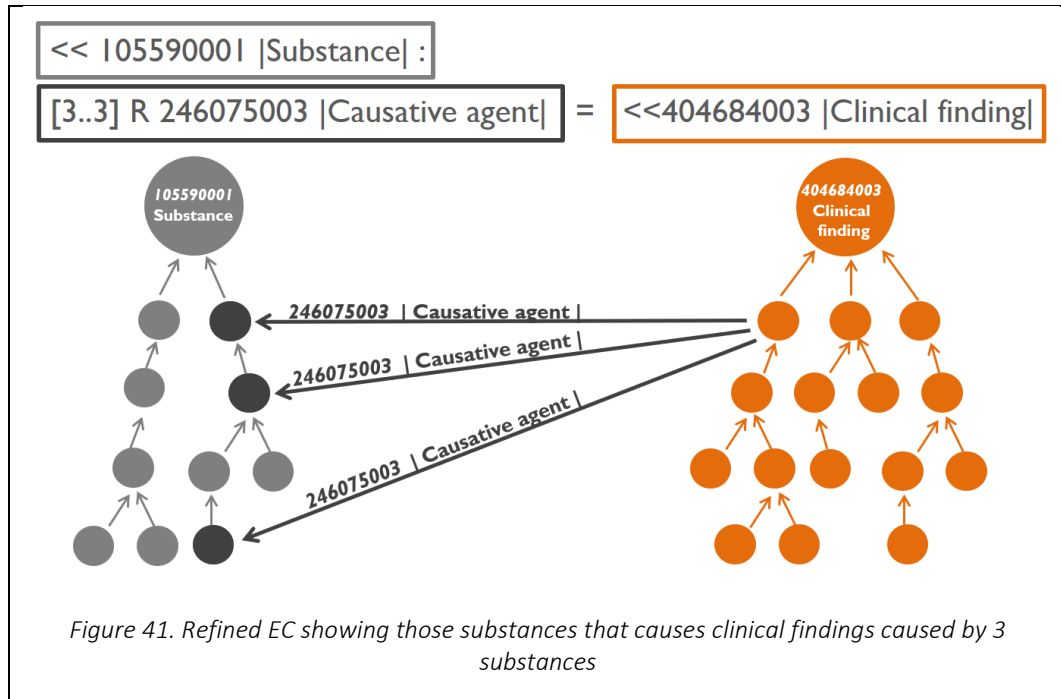 << 105590001 |Substance| :
[3..3] R 246075003 |Causative agent| = <<404684003 |Clinical finding|
105590001
Substance
404684003
Clinical
finding
246075003 | Causative agent |
246075003 | Causative agent |
246075003 | Causative agent |
Figure 41. Refined EC showing those substances that causes clinical findings caused by 3
substances